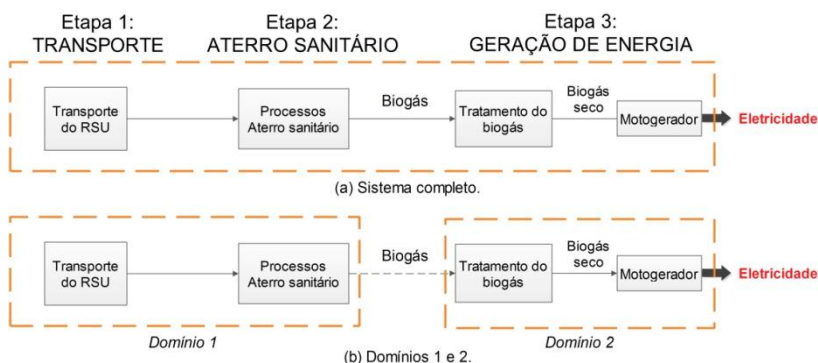 Etapa 1:
TRANSPORTE
Etapa 2:
ATERRO SANITÁRIO
Etapa 3:
GERAÇÃO DE ENERGIA
Transporte
do RSU
Processos
Aterro sanitário
Biogás
Tratamento do
biogás
Biogás
seco
Motogerador
Eletricidade
(a) Sistema completo.
Transporte
do RSU
Processos
Aterro sanitário
Biogás
Tratamento do
biogás
Biogás
seco
Motogerador
Eletricidade
Domínio 1
Domínio 2
(b) Domínios 1 e 2.